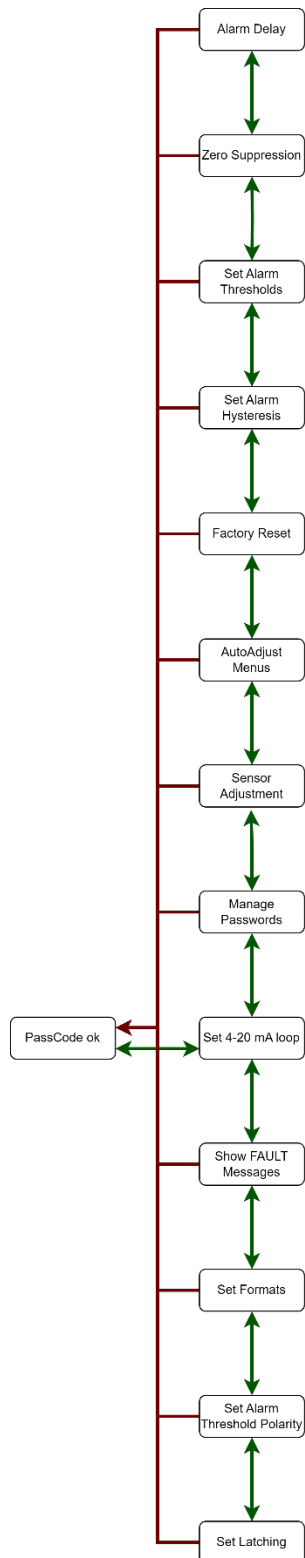 Alarm Delay
Zero Suppression
Set Alarm
Thresholds
Set Alarm
Hysteresis
Factory Reset
AutoAdjust
Menus
Sensor
Adjustment
Manage
Passwords
PassCode ok
Set 4-20 mA loop
Show FAULT
Messages
Set Formats
Set Alarm
Threshold Polarity
Set Latching